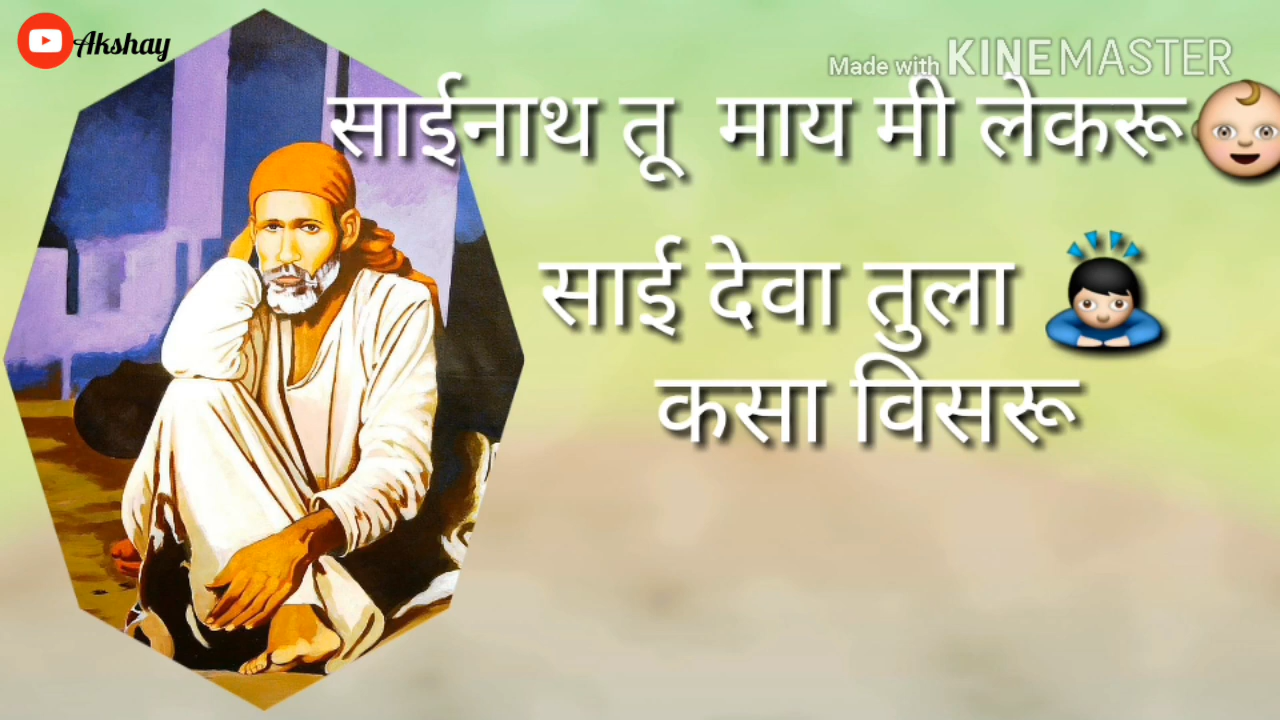 Akshay
Made with KINEMASTER
साईनाथ तू माय मी लेकरू
साई देवा तुला
कसा विसरू